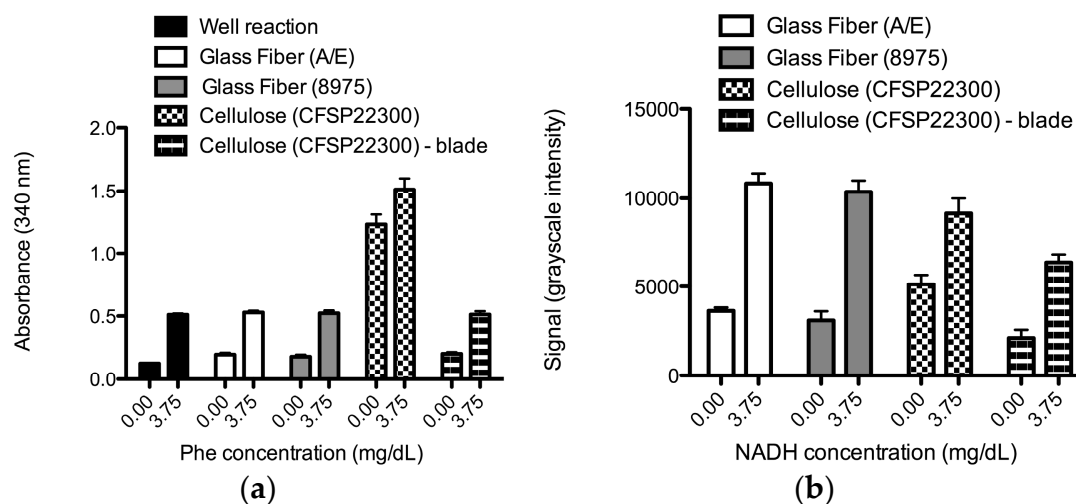 Well reaction
Glass Fiber (A/E)
Glass Fiber (8975)
Cellulose (CFSP22300)
Cellulose (CFSP22300) - blade
2.0
1.5
1.0
0.5
0.0
Absorbance (340 nm)
0.00 3.75 0.00 3.75 0.00 3.75 0.00 3.75 0.00 3.75
Phe concentration (mg/dL)
(a)
Glass Fiber (A/E)
Glass Fiber (8975)
Cellulose (CFSP22300)
Cellulose (CFSP22300) - blade
15000
10000
5000
0
Signal (grayscale intensity)
0.00 3.75 0.00 3.75 0.00 3.75 0.00 3.75
NADH concentration (mg/dL)
(b)